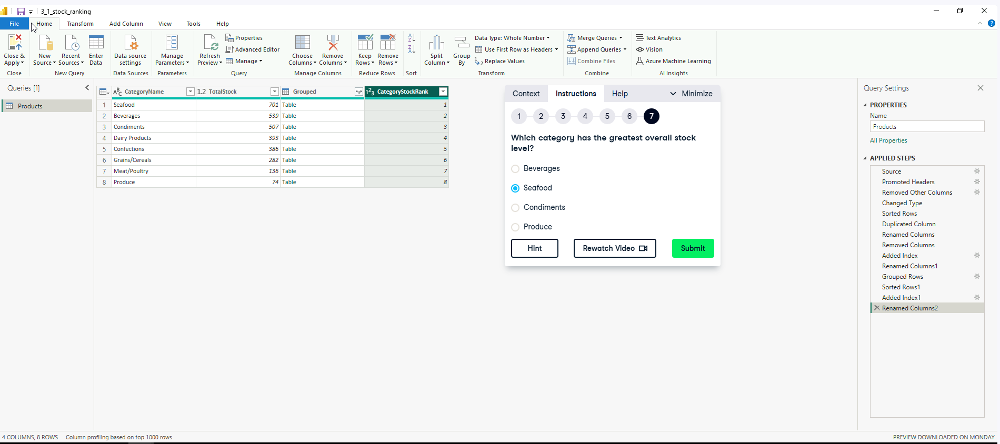 3_1_stock_ranking
File Home Transform Add Column View Tools Help
Close & Apply
Close
New Source
Recent Sources
Enter Data
New Query
Data source settings
Data Sources
Manage Parameters
Parameters
Refresh Preview
Properties
Advanced Editor
Manage
Query
Choose Columns
Remove Columns
Manage Columns
Keep Rows
Remove Rows
Reduce Rows
Sort
Split Column
Group By
Data Type: Whole Number
Use First Row as Headers
Replace Values
Transform
Merge Queries
Append Queries
Combine Files
Combine
Text Analytics
Vision
Azure Machine Learning
AI Insights
Queries [1]
Products
CategoryName 1.2 TotalStock Grouped 123 CategoryStockRank
1 Seafood 701 Table 1
2 Beverages 539 Table 2
3 Condiments 507 Table 3
4 Dairy Products 393 Table 4
5 Confections 386 Table 5
6 Grains/Cereals 282 Table 6
7 Meat/Poultry 136 Table 7
8 Produce 74 Table 8
Context Instructions Help Minimize
1 2 3 4 5 6 7
Which category has the greatest overall stock
level?
Beverages
Seafood
Condiments
Produce
Hint Rewatch Video Submit
Query Settings
PROPERTIES
Name
Products
All Properties
APPLIED STEPS
Source
Promoted Headers
Removed Other Columns
Changed Type
Sorted Rows
Duplicated Column
Renamed Columns
Removed Columns
Added Index
Renamed Columns1
Grouped Rows
Sorted Rows1
Added Index1
Renamed Columns2
4 COLUMNS, 8 ROWS Column profiling based on top 1000 rows
PREVIEW DOWNLOADED ON MONDAY